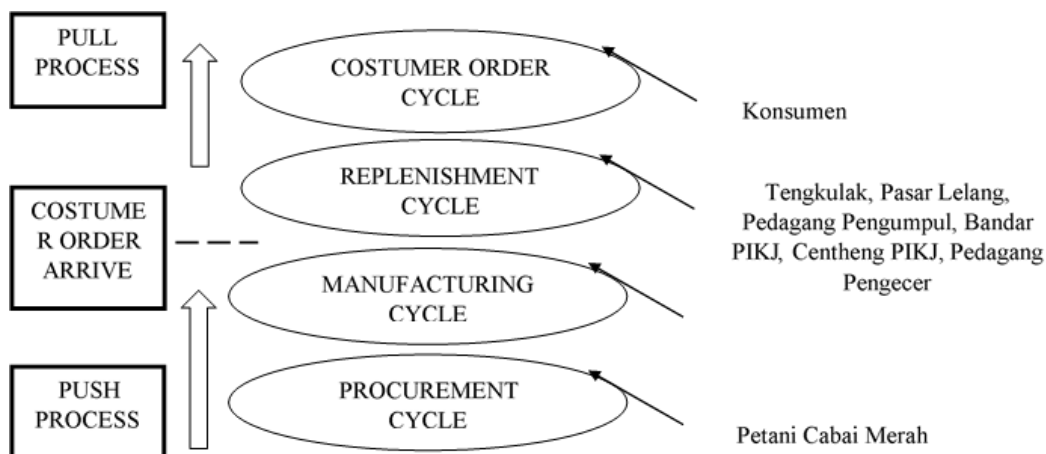 PULL
PROCESS
COSTUMER ORDER
CYCLE
Konsumen
REPLENISHMENT
CYCLE
Tengkulak, Pasar Lelang,
Pedagang Pengumpul, Bandar
PIKJ, Centheng PIKJ, Pedagang
Pengecer
COSTUME
R ORDER
ARRIVE
MANUFACTURING
CYCLE
PUSH
PROCESS
PROCUREMENT
CYCLE
Petani Cabai Merah